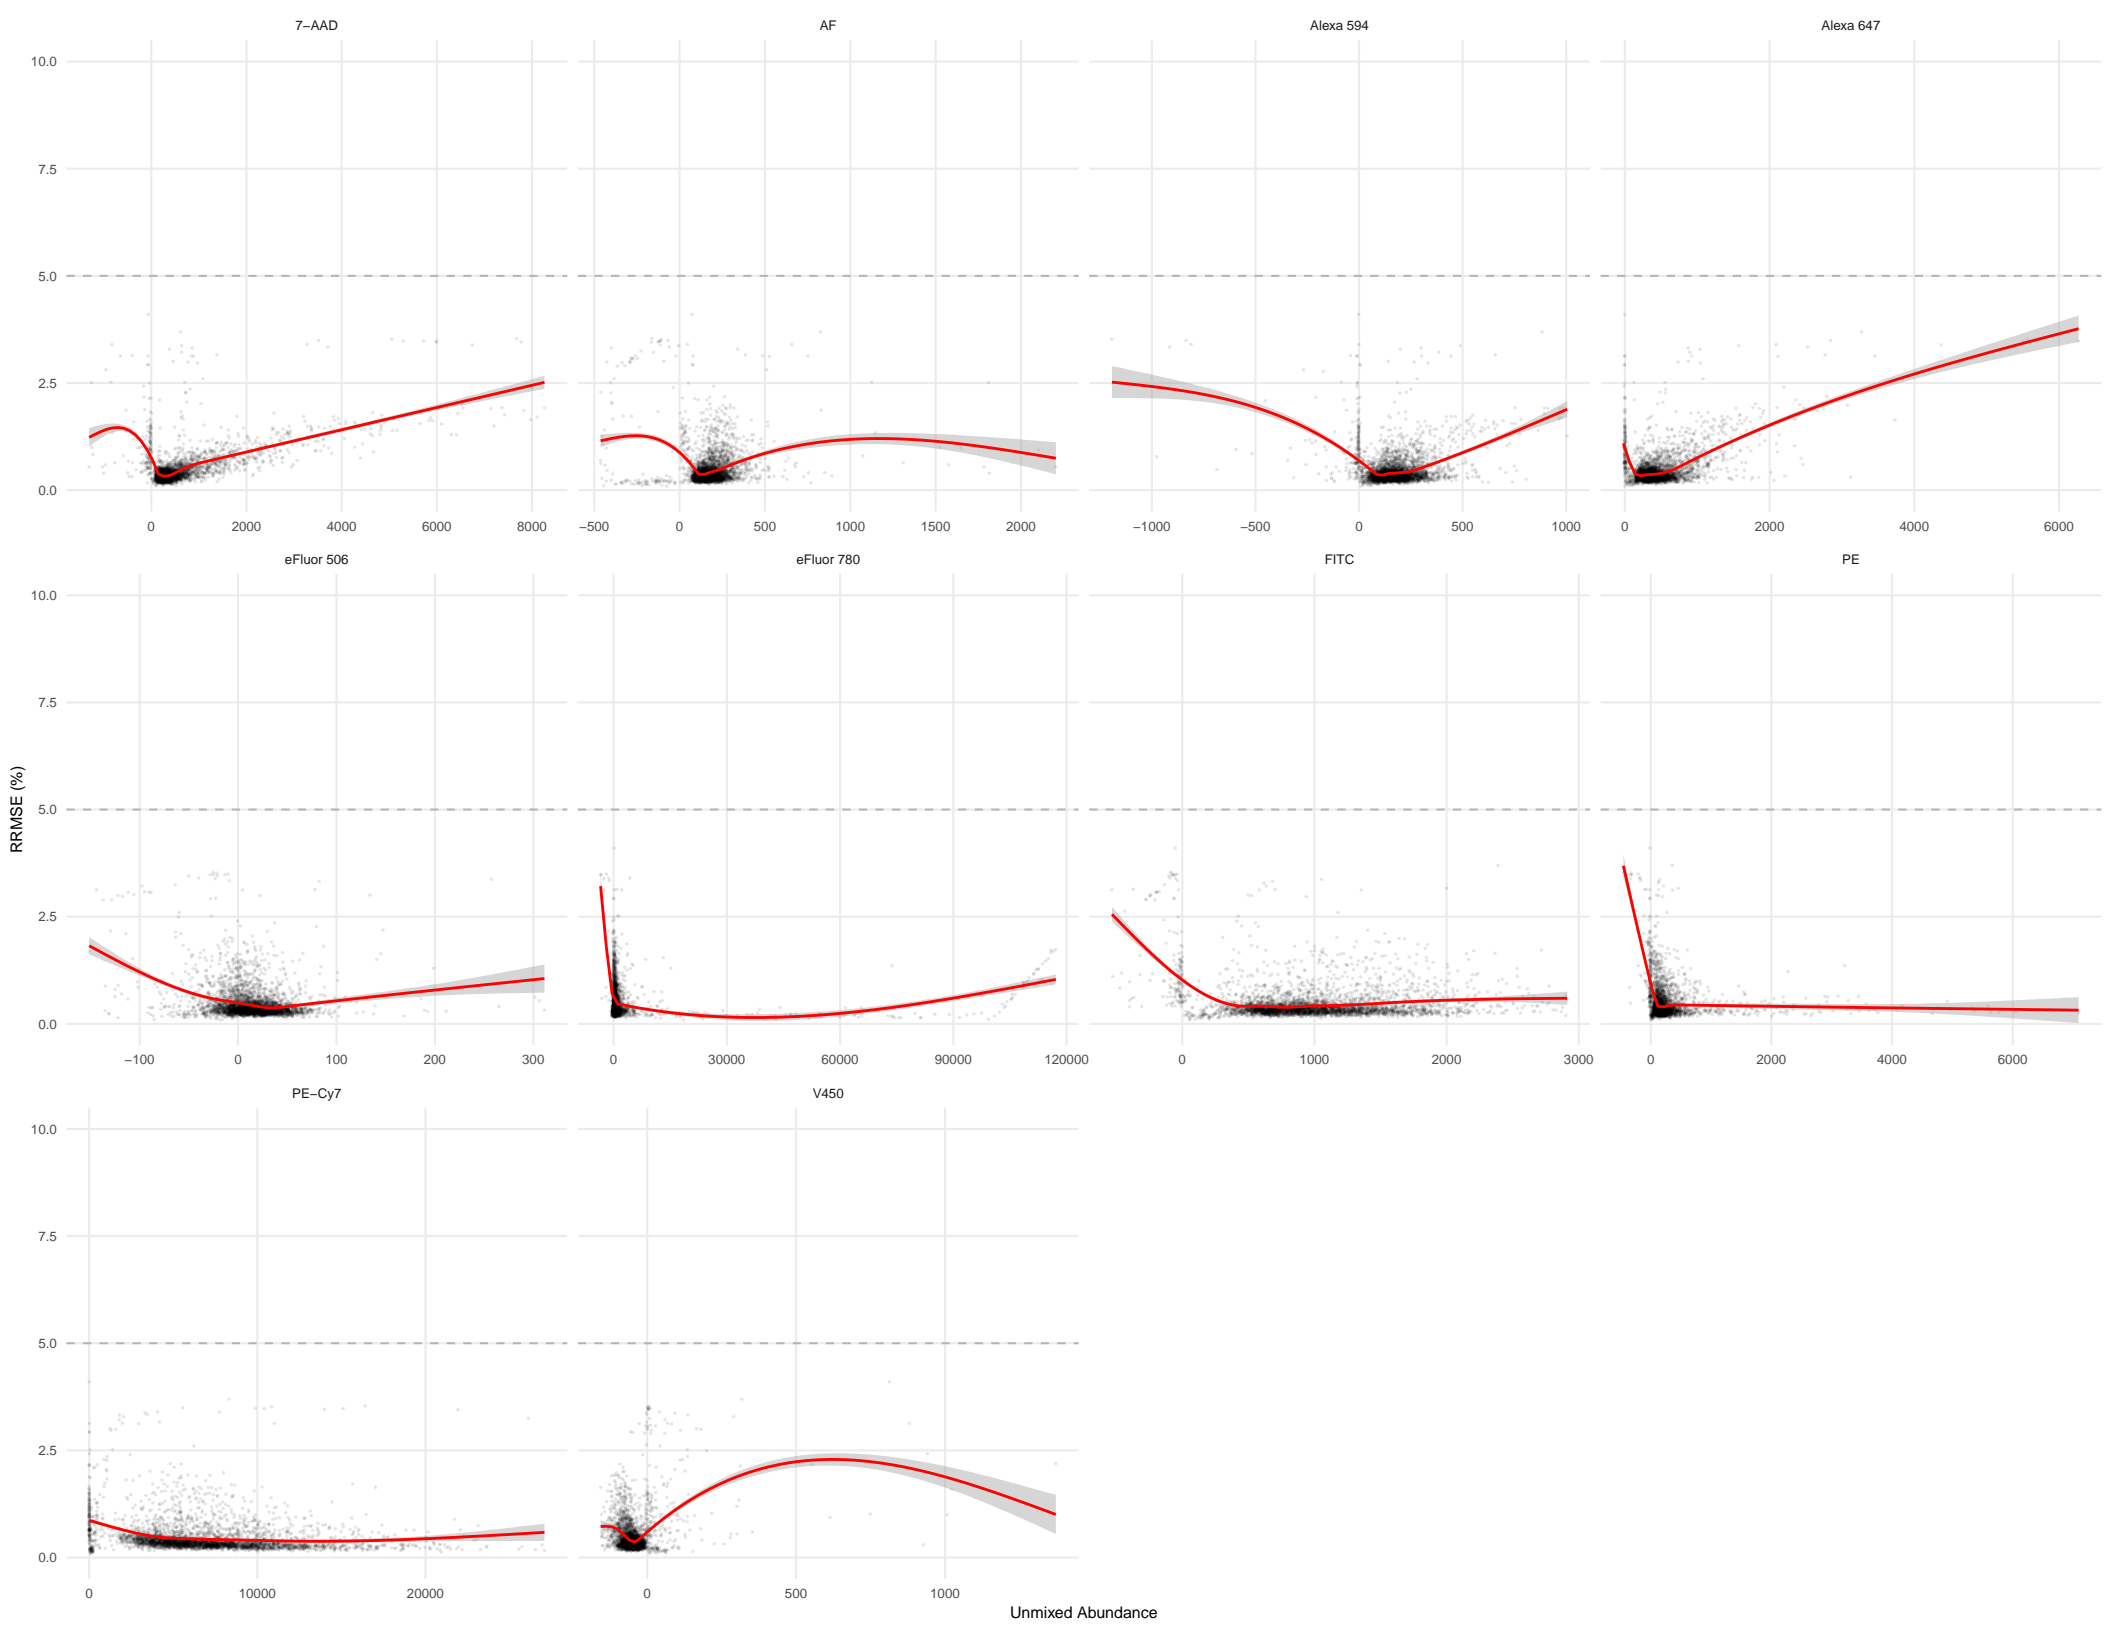 7−AAD AF Alexa 594 Alexa 647
10.0
7.5
5.0
2.5
0.0
0 2000 4000 6000 8000 −500 0 500 1000 1500 2000 −1000 −500 0 500 1000 0 2000 4000 6000
eFluor 506 eFluor 780 FITC PE
10.0
7.5
5.0
2.5
0.0
−100 0 100 200 300 0 30000 60000 90000 120000 0 1000 2000 3000 0 2000 4000 6000
PE−Cy7 V450
10.0
7.5
5.0
2.5
0.0
0 10000 20000 0 500 1000
Unmixed Abundance
RRMSE (%)